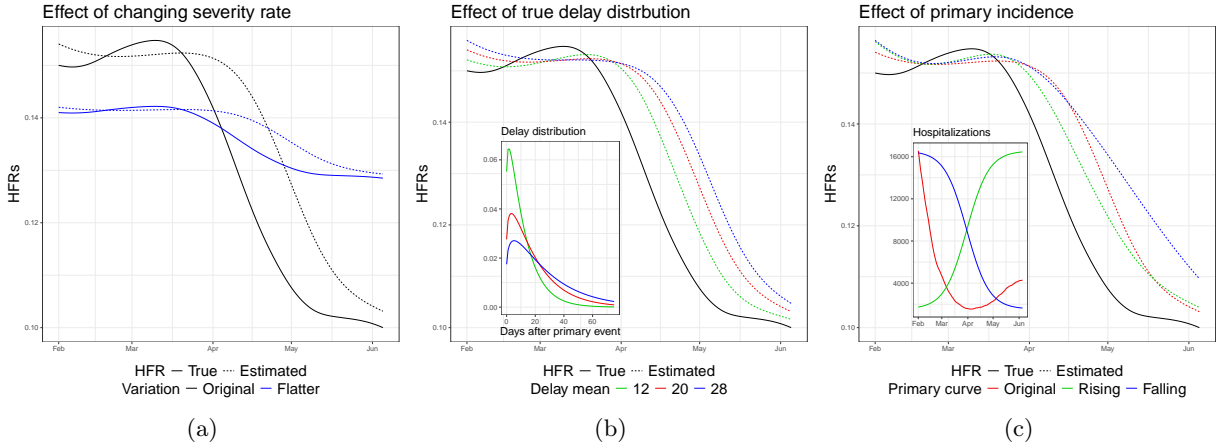 Effect of changing severity rate
HFRs
0.14
0.12
0.10
Feb Mar Apr May Jun
HFR True Estimated
Variation Original Flatter
(a)
Effect of true delay distrbution
HFRs
0.14
0.12
0.10
Delay distribution
0.06
0.04
0.02
0.00
0 20 40 60
Days after primary event
Feb Mar Apr May Jun
HFR True Estimated
Delay mean 12 20 28
(b)
Effect of primary incidence
HFRs
0.14
0.12
0.10
Hospitalizations
16000
12000
8000
4000
Feb Mar Apr May Jun
Feb Mar Apr May Jun
HFR True Estimated
Primary curve Original Rising Falling
(c)